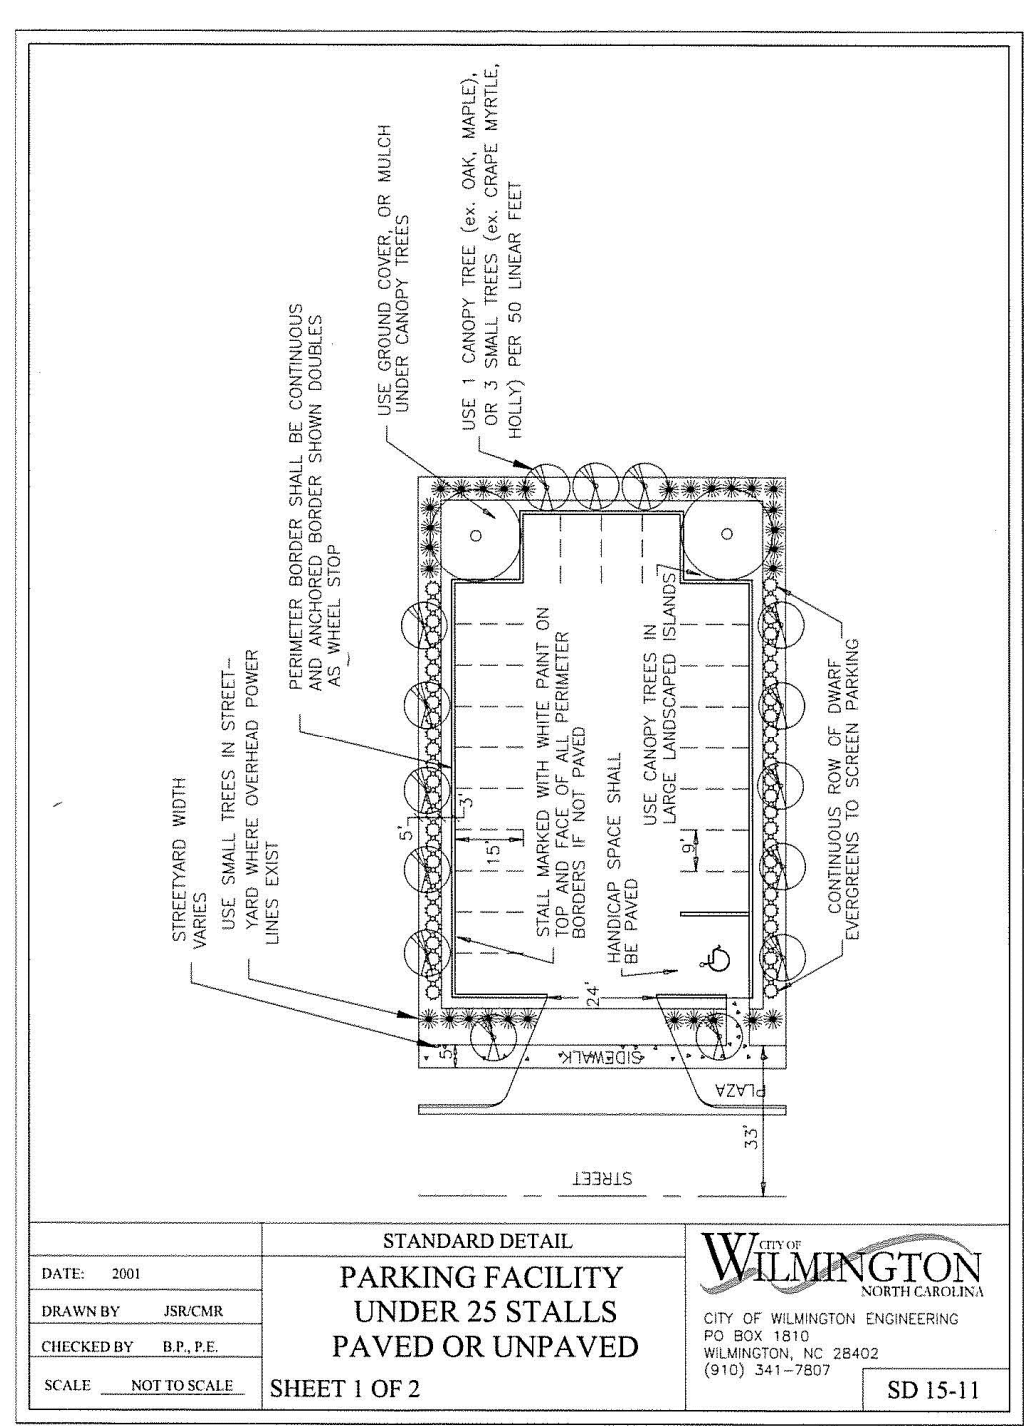 STREETYARD WIDTH
VARIES
USE SMALL TREES IN STREET-
YARD WHERE OVERHEAD POWER
LINES EXIST
PERIMETER BORDER SHALL BE CONTINUOUS
AND ANCHORED BORDER SHOWN DOUBLES
AS WHEEL STOP
USE GROUND COVER, OR MULCH
UNDER CANOPY TREES
USE 1 CANOPY TREE (ex. OAK, MAPLE),
OR 3 SMALL TREES (ex. CRAPE MYRTLE,
HOLLY) PER 50 LINEAR FEET
5'
3'
15'
STALL MARKED WITH WHITE PAINT ON
TOP AND FACE OF ALL PERIMETER
BORDERS IF NOT PAVED
HANDICAP SPACE SHALL
BE PAVED
USE CANOPY TREES IN
LARGE LANDSCAPED ISLANDS
9'
24'
CONTINUOUS ROW OF DWARF
EVERGREENS TO SCREEN PARKING
5'
SIDEWALK
PLAZA
33'
STREET
STANDARD DETAIL
PARKING FACILITY
UNDER 25 STALLS
PAVED OR UNPAVED
SHEET 1 OF 2
DATE: 2001
DRAWN BY JSR/CMR
CHECKED BY B.P., P.E.
SCALE NOT TO SCALE
CITY OF
WILMINGTON
NORTH CAROLINA
CITY OF WILMINGTON ENGINEERING
PO BOX 1810
WILMINGTON, NC 28402
(910) 341-7807
SD 15-11